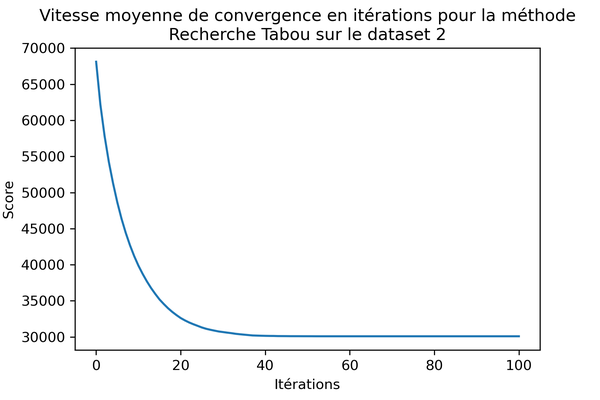 Vitesse moyenne de convergence en itérations pour la méthode
Recherche Tabou sur le dataset 2
70000
65000
60000
55000
50000
45000
40000
35000
30000
Score
0 20 40 60 80 100
Itérations